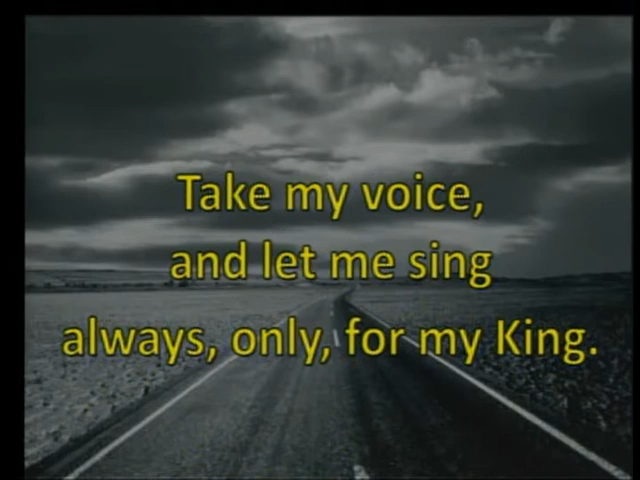 Take my voice,
and let me sing
always, only, for my King.